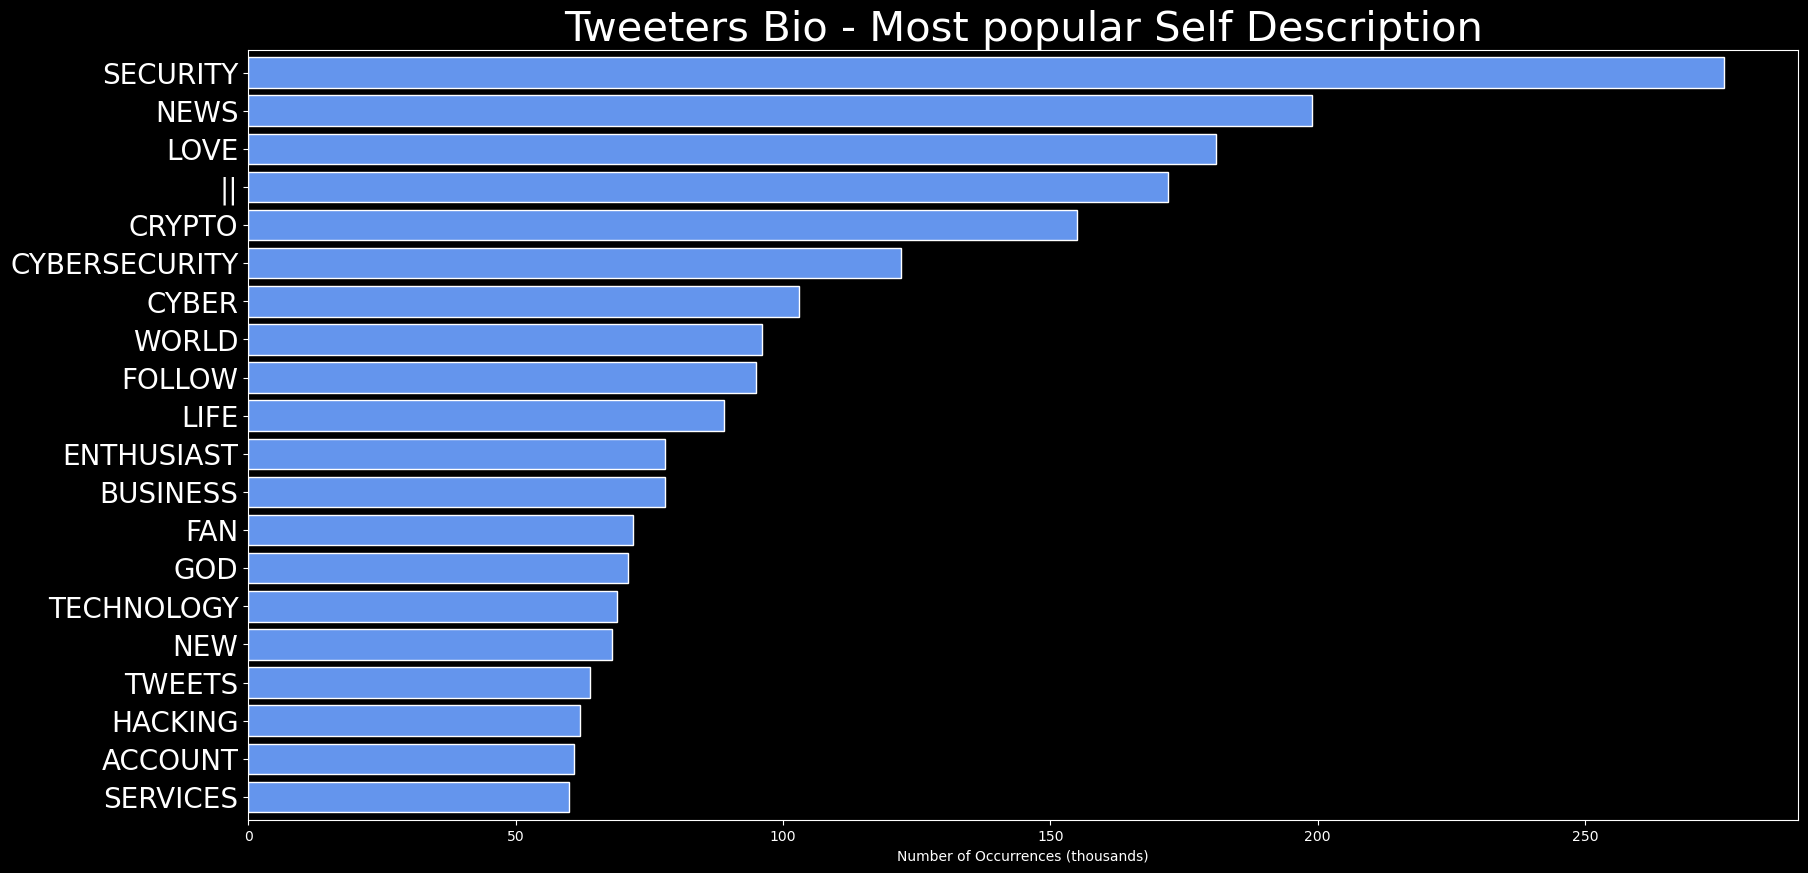 Tweeters Bio - Most popular Self Description
SECURITY
NEWS
LOVE
||
CRYPTO
CYBERSECURITY
CYBER
WORLD
FOLLOW
LIFE
ENTHUSIAST
BUSINESS
FAN
GOD
TECHNOLOGY
NEW
TWEETS
HACKING
ACCOUNT
SERVICES
0 50 100 150 200 250
Number of Occurrences (thousands)